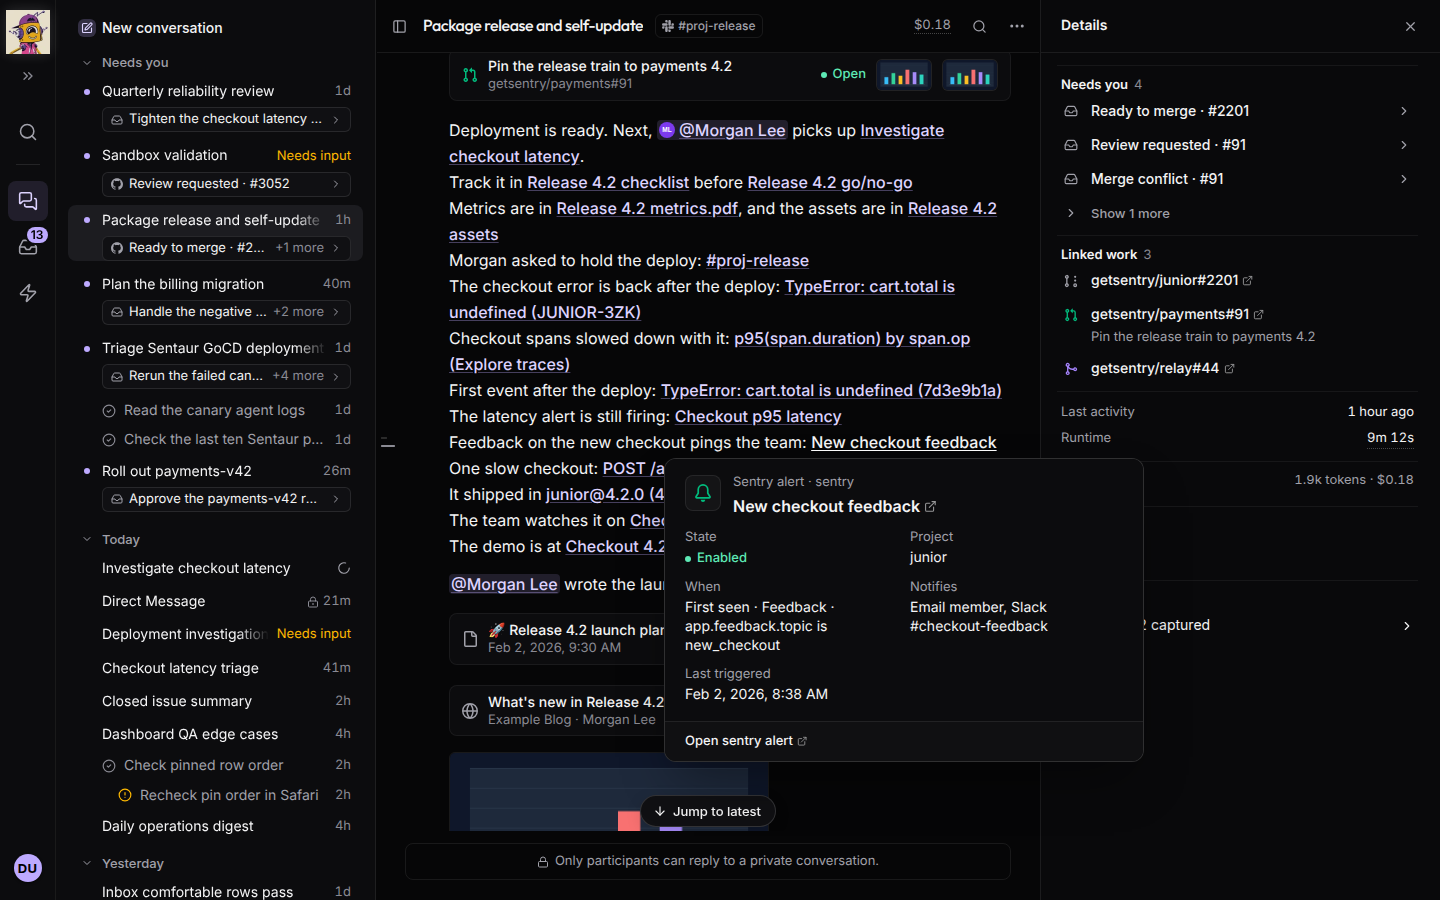 New conversation
Needs you
Quarterly reliability review 1d
Tighten the checkout latency ...
Sandbox validation Needs input
Review requested · #3052
Package release and self-update 1h
Ready to merge · #2... +1 more
Plan the billing migration 40m
Handle the negative ... +2 more
Triage Sentaur GoCD deployment 1d
Rerun the failed can... +4 more
Read the canary agent logs 1d
Check the last ten Sentaur p... 1d
Roll out payments-v42 26m
Approve the payments-v42 r...
Today
Investigate checkout latency
Direct Message 21m
Deployment investigation Needs input
Checkout latency triage 41m
Closed issue summary 2h
Dashboard QA edge cases 4h
Check pinned row order 2h
Recheck pin order in Safari 2h
Daily operations digest 4h
Yesterday
Inbox comfortable rows pass 1d
13
DU
Package release and self-update #proj-release $0.18
Pin the release train to payments 4.2
getsentry/payments#91
Open
Deployment is ready. Next, ML @Morgan Lee picks up Investigate
checkout latency.
Track it in Release 4.2 checklist before Release 4.2 go/no-go
Metrics are in Release 4.2 metrics.pdf, and the assets are in Release 4.2
assets
Morgan asked to hold the deploy: #proj-release
The checkout error is back after the deploy: TypeError: cart.total is
undefined (JUNIOR-3ZK)
Checkout spans slowed down with it: p95(span.duration) by span.op
(Explore traces)
First event after the deploy: TypeError: cart.total is undefined (7d3e9b1a)
The latency alert is still firing: Checkout p95 latency
Feedback on the new checkout pings the team: New checkout feedback
One slow checkout: POST /a
It shipped in junior@4.2.0 (4
The team watches it on Chec
The demo is at Checkout 4.2
@Morgan Lee wrote the lau
🚀 Release 4.2 launch plan
Feb 2, 2026, 9:30 AM
What's new in Release 4.2
Example Blog · Morgan Lee
Jump to latest
Only participants can reply to a private conversation.
Sentry alert · sentry
New checkout feedback
State
Enabled
Project
junior
When
First seen · Feedback ·
app.feedback.topic is
new_checkout
Notifies
Email member, Slack
#checkout-feedback
Last triggered
Feb 2, 2026, 8:38 AM
Open sentry alert
Details
Needs you 4
Ready to merge · #2201
Review requested · #91
Merge conflict · #91
Show 1 more
Linked work 3
getsentry/junior#2201
getsentry/payments#91
Pin the release train to payments 4.2
getsentry/relay#44
Last activity 1 hour ago
Runtime 9m 12s
1.9k tokens · $0.18
captured